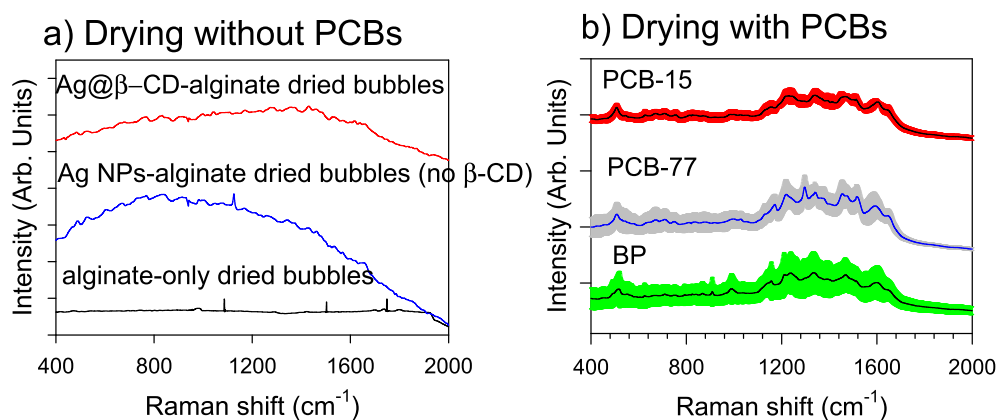 a) Drying without PCBs
Intensity (Arb. Units)
Ag@β–CD-alginate dried bubbles
Ag NPs-alginate dried bubbles (no β-CD)
alginate-only dried bubbles
400 800 1200 1600 2000
Raman shift (cm⁻¹)
b) Drying with PCBs
Intensity (Arb. Units)
PCB-15
PCB-77
BP
400 800 1200 1600 2000
Raman shift (cm⁻¹)